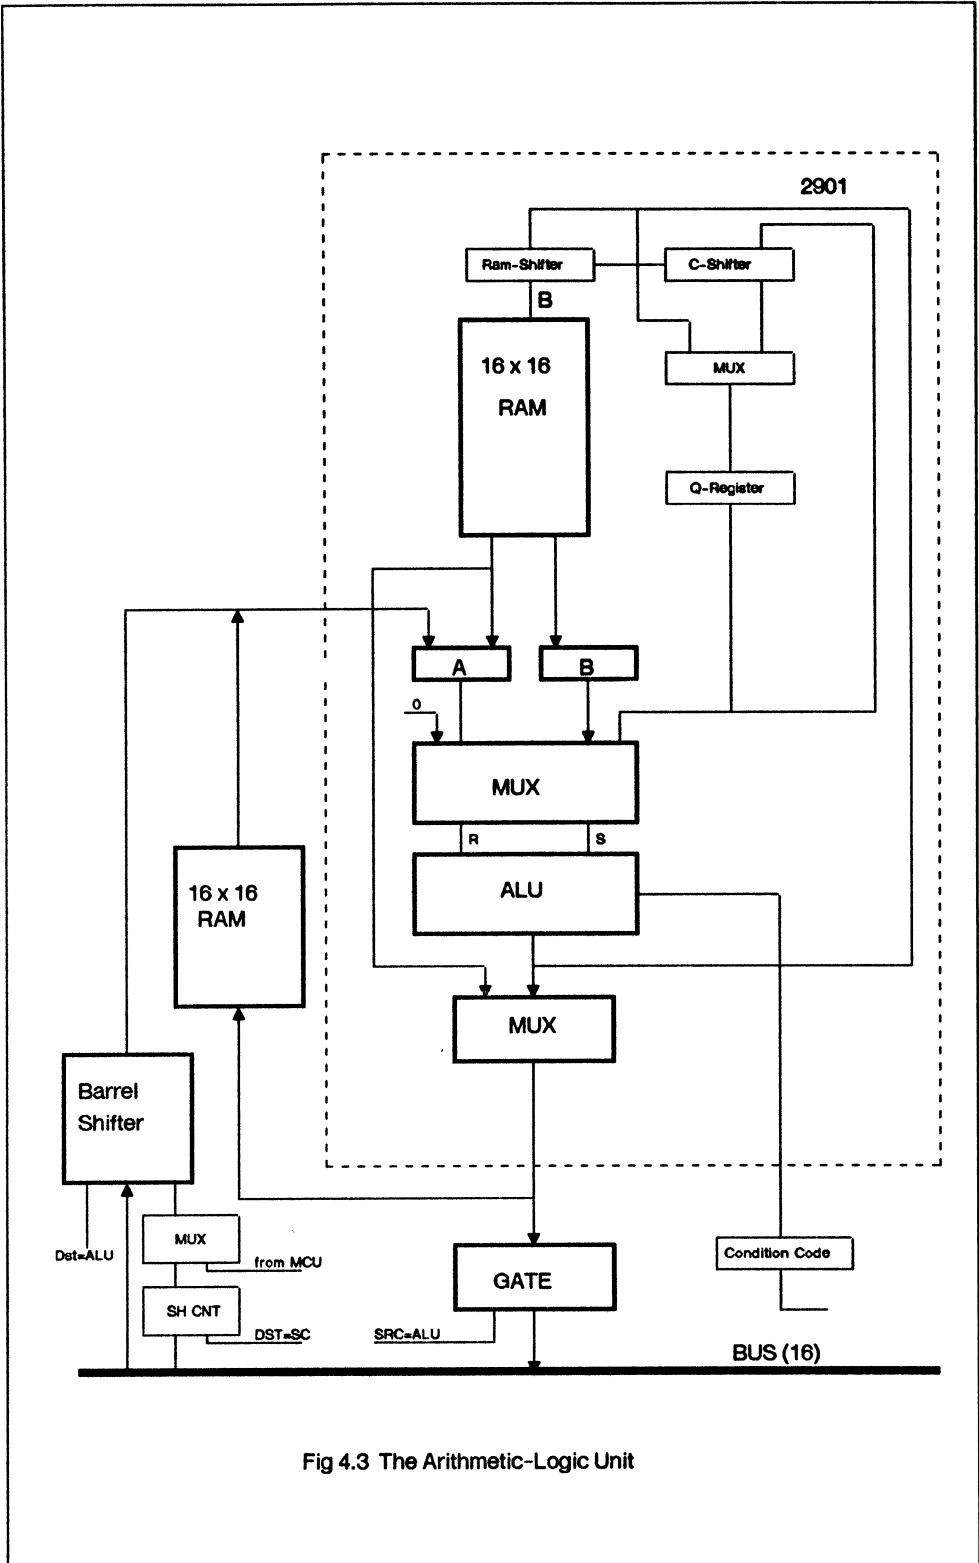 2901
Ram-Shifter
C-Shifter
B
16 x 16
RAM
MUX
Q-Register
A
B
0
MUX
R
S
ALU
16 x 16
RAM
MUX
Barrel
Shifter
Dst=ALU
MUX
from MCU
SH CNT
DST=SC
GATE
SRC=ALU
Condition Code
BUS (16)
Fig 4.3 The Arithmetic-Logic Unit